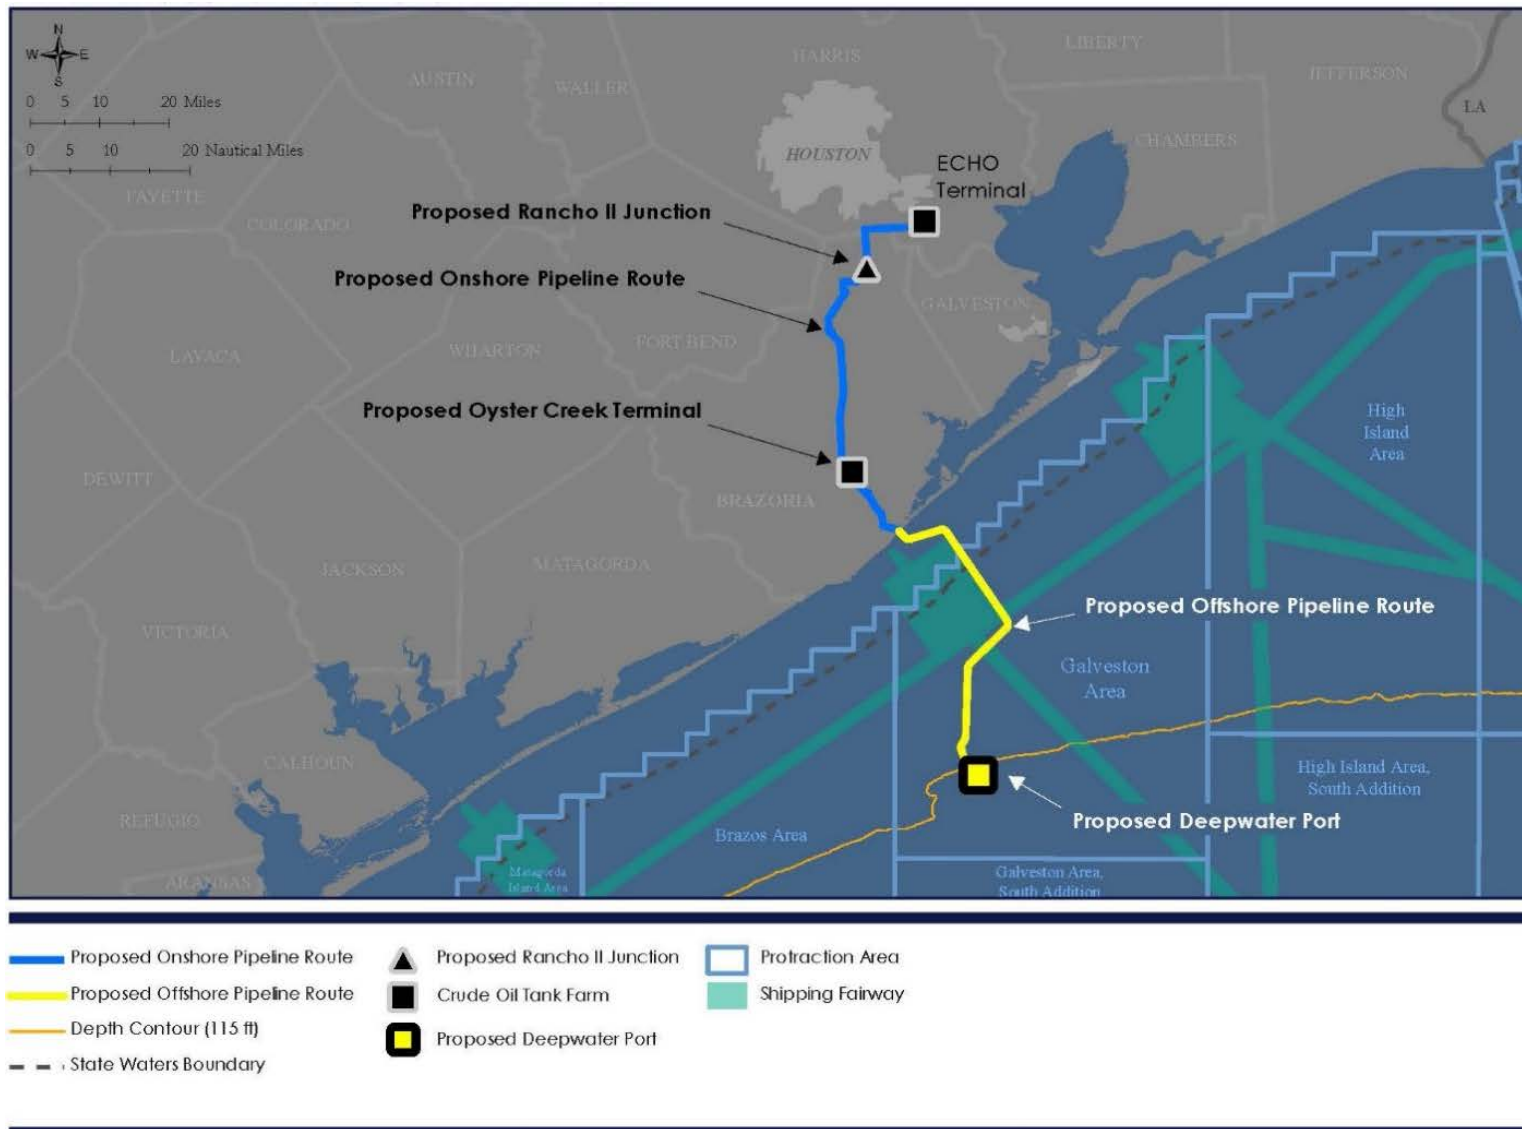 N
W E
S
0 5 10 20 Miles
0 5 10 20 Nautical Miles
AUSTIN
WALLER
HARRIS
LIBERTY
JEFFERSON
LA
CHAMBERS
HOUSTON
ECHO
Terminal
FAYETTE
COLORADO
Proposed Rancho II Junction
Proposed Onshore Pipeline Route
GALVESTON
LAVACA
WHARTON
FORT BEND
Proposed Oyster Creek Terminal
High
Island
Area
DEWITT
BRAZORIA
JACKSON
MATAGORDA
Proposed Offshore Pipeline Route
VICTORIA
Galveston
Area
CALHOUN
High Island Area,
South Addition
REFUGIO
Brazos Area
Proposed Deepwater Port
ARANSAS
Matagorda
Island Area
Galveston Area,
South Addition
Proposed Onshore Pipeline Route
Proposed Offshore Pipeline Route
Depth Contour (115 ft)
State Waters Boundary
Proposed Rancho II Junction
Crude Oil Tank Farm
Proposed Deepwater Port
Protraction Area
Shipping Fairway